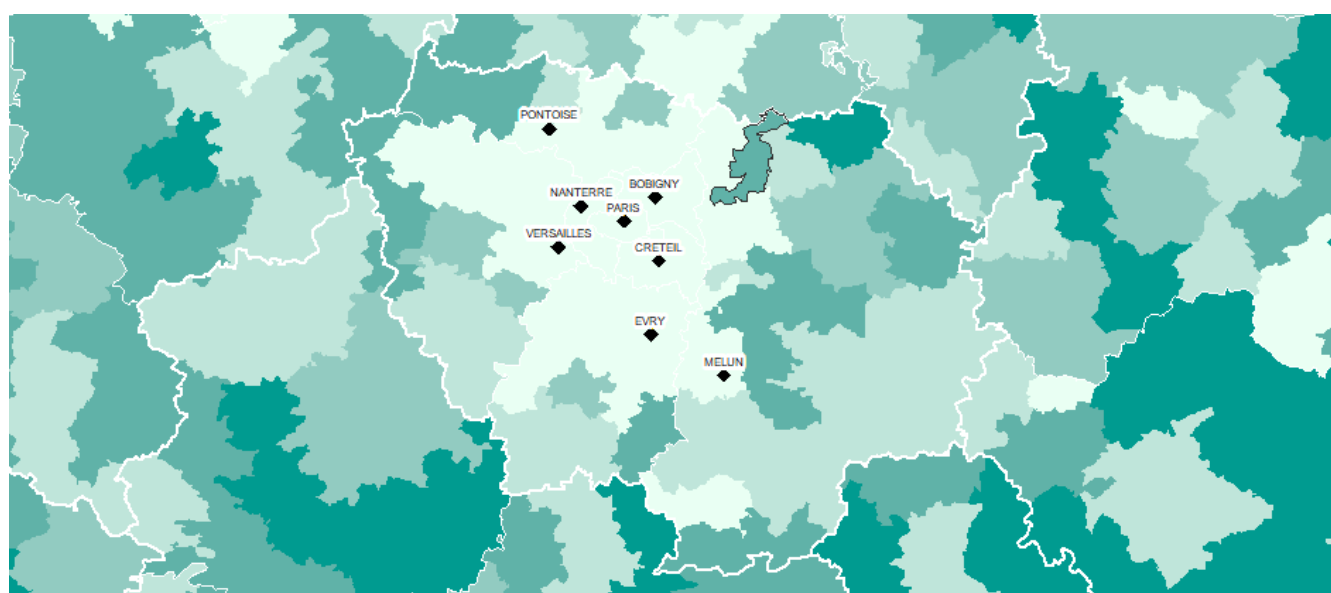 PONTOISE
NANTERRE
BOBIGNY
PARIS
VERSAILLES
CRETEIL
EVRY
MELUN